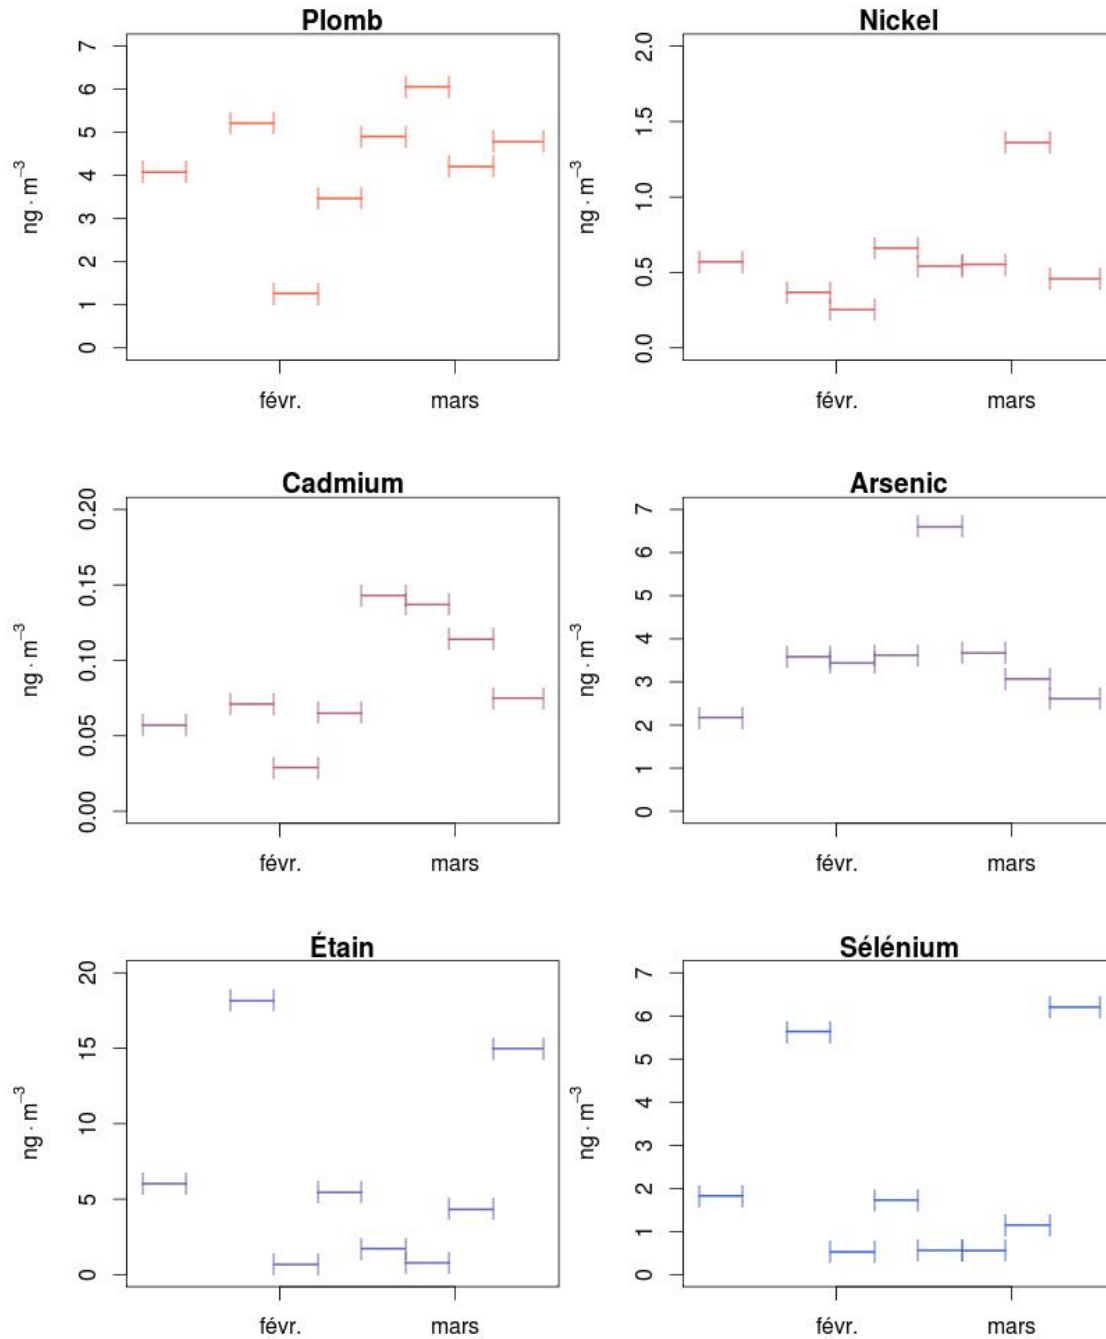 Plomb
7
6
5
4
3
2
1
0
ng · m⁻³
févr. mars
Nickel
2.0
1.5
1.0
0.5
0.0
ng · m⁻³
févr. mars
Cadmium
0.20
0.15
0.10
0.05
0.00
ng · m⁻³
févr. mars
Arsenic
7
6
5
4
3
2
1
0
ng · m⁻³
févr. mars
Étain
20
15
10
5
0
ng · m⁻³
févr. mars
Sélénium
7
6
5
4
3
2
1
0
ng · m⁻³
févr. mars